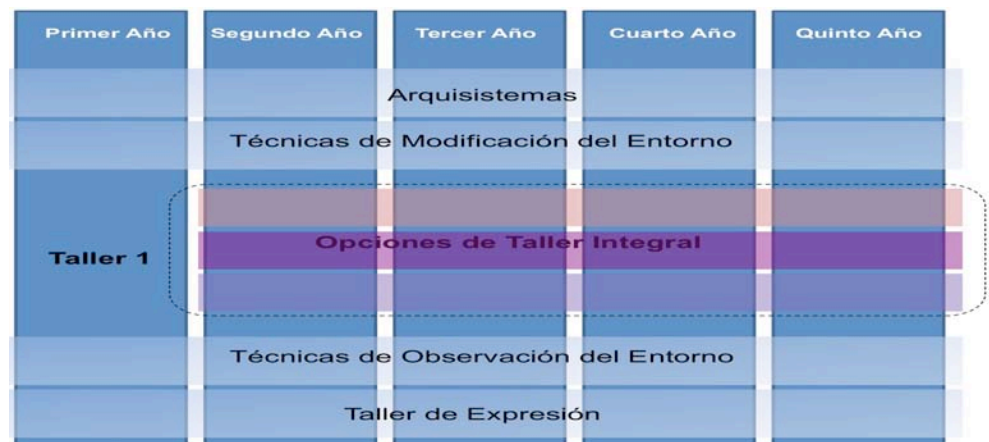 Primer Año Segundo Año Tercer Año Cuarto Año Quinto Año
Arquisistemas
Técnicas de Modificación del Entorno
Opciones de Taller Integral
Taller 1
Técnicas de Observación del Entorno
Taller de Expresión